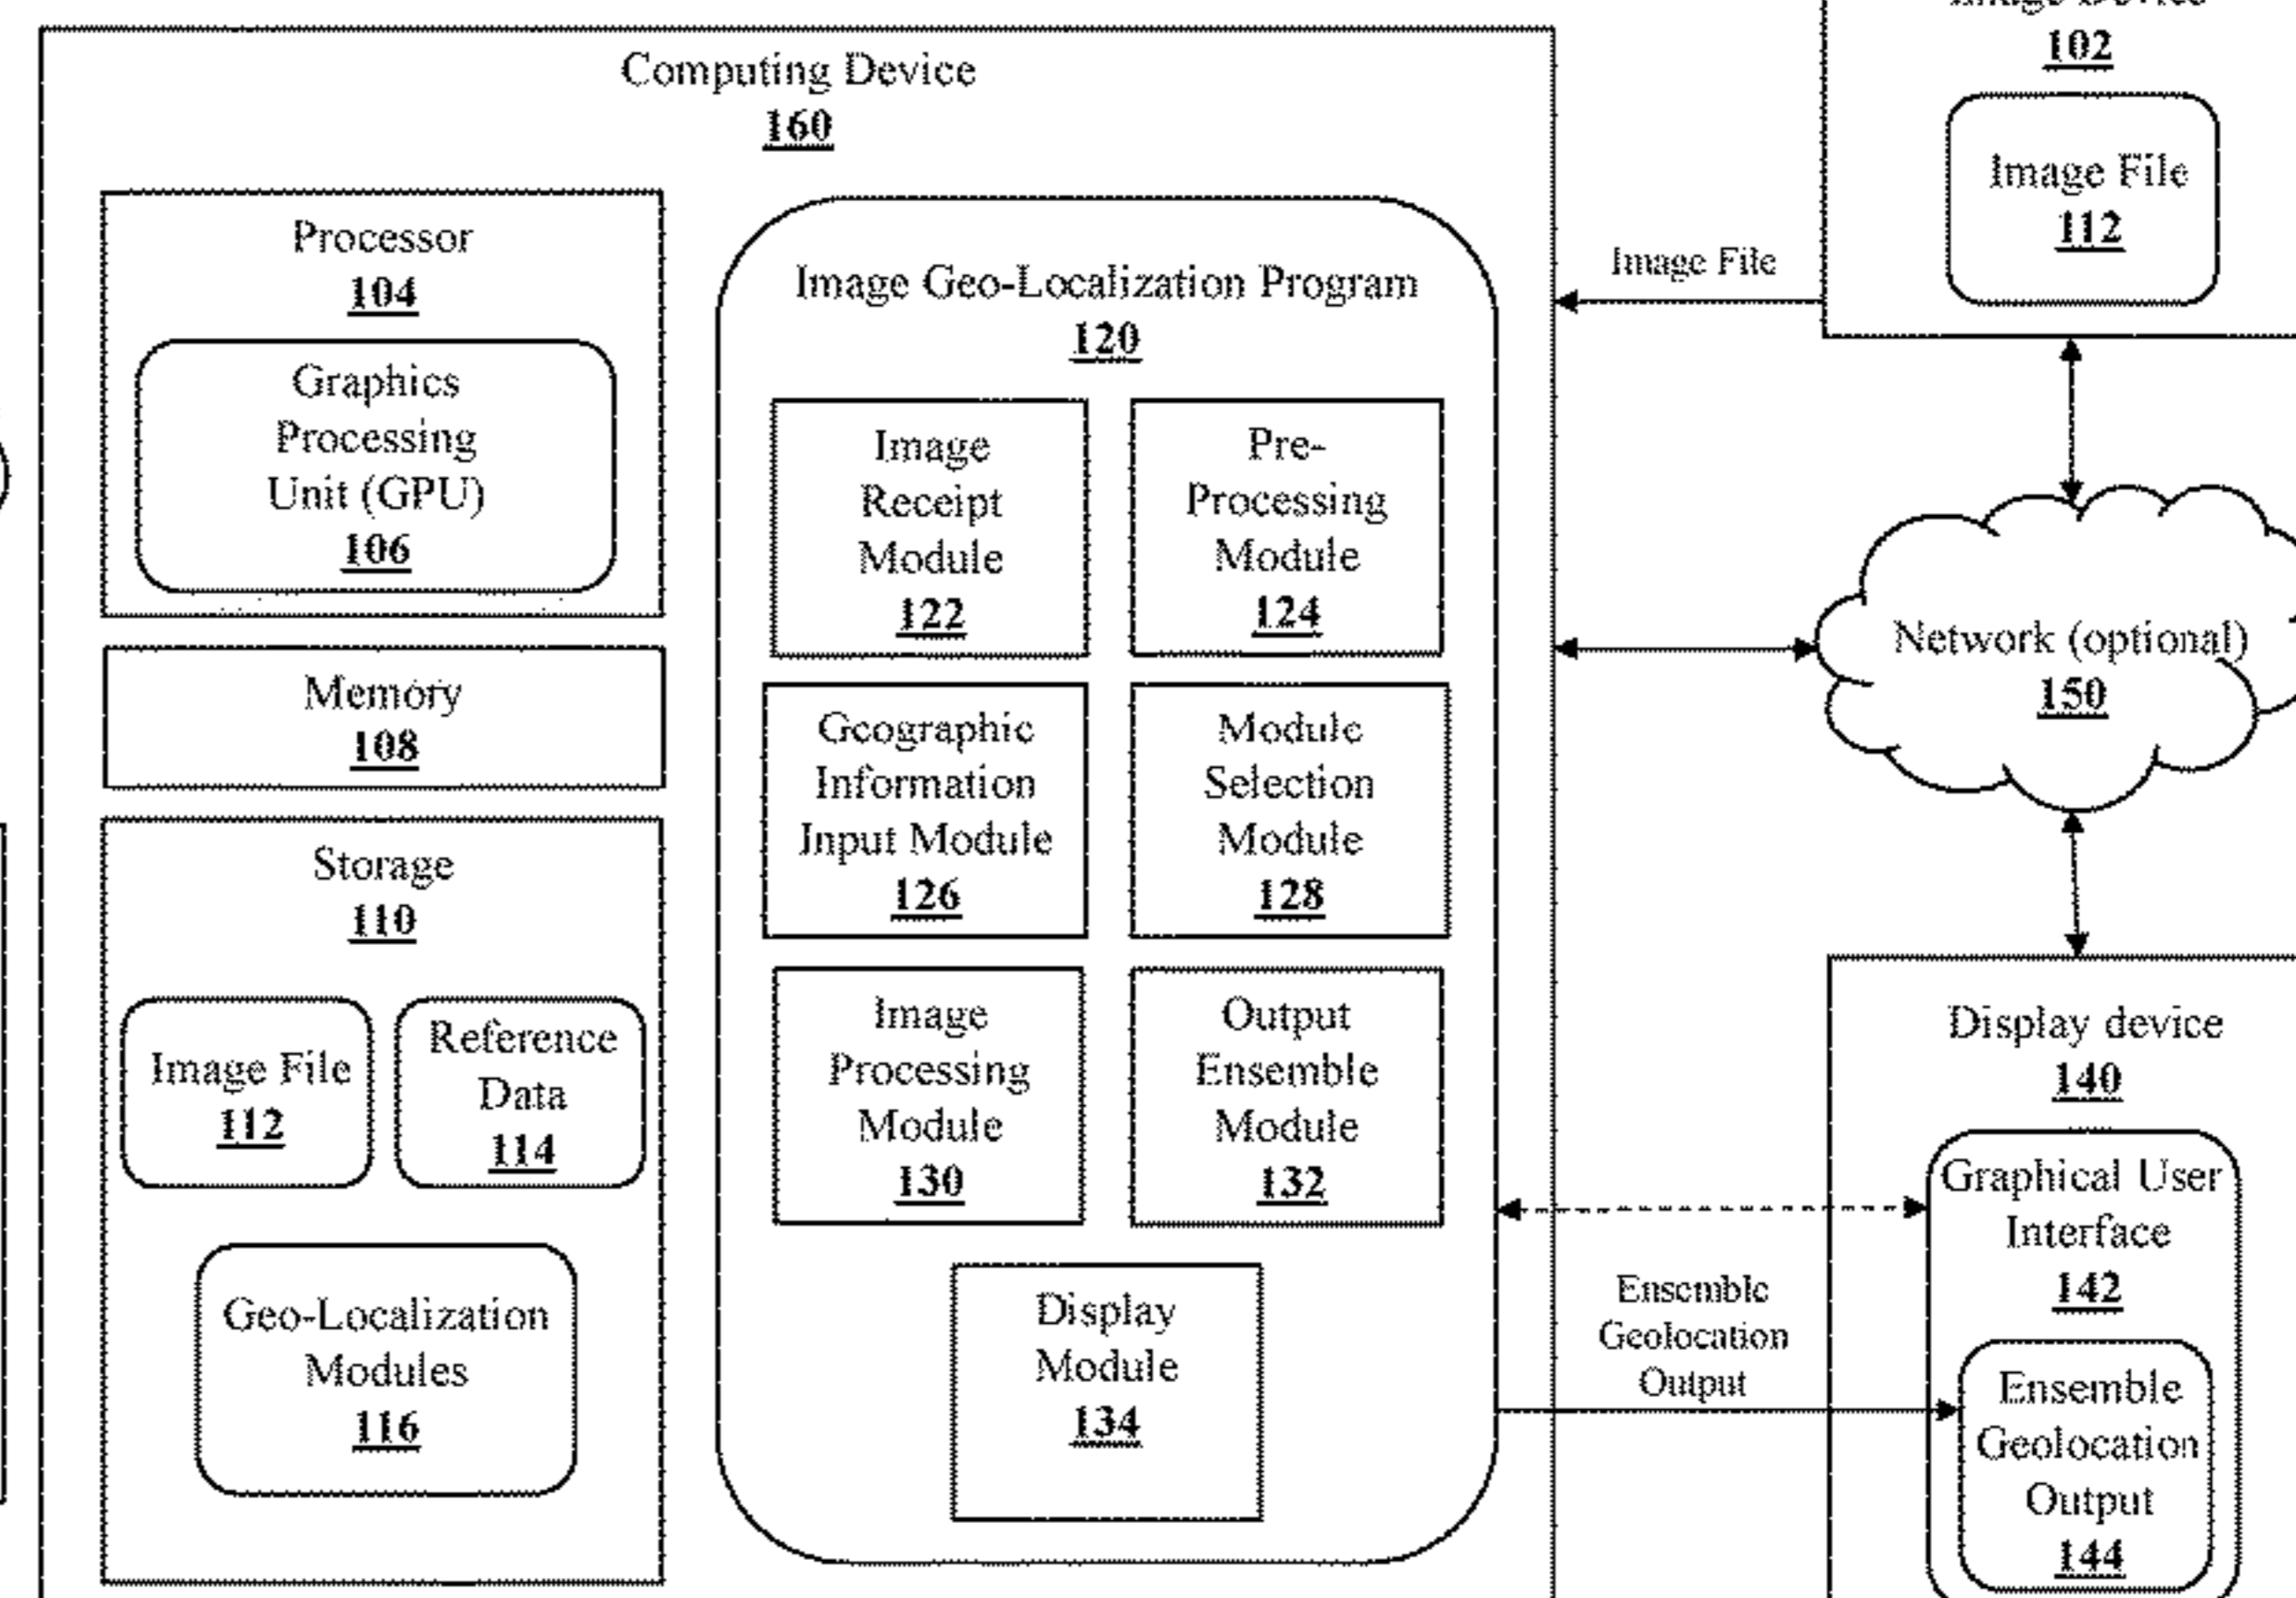 Computing Device
160
Processor
104
Graphics
Processing
Unit (GPU)
106
Memory
108
Storage
110
Image File
112
Reference
Data
114
Geo-Localization
Modules
116
Image Geo-Localization Program
120
Image
Receipt
Module
122
Pre-
Processing
Module
124
Geographic
Information
Input Module
126
Module
Selection
Module
128
Image
Processing
Module
130
Output
Ensemble
Module
132
Display
Module
134
Image Device
102
Image File
112
Image File
Network (optional)
150
Display device
140
Graphical User
Interface
142
Ensemble
Geolocation
Output
144
Ensemble
Geolocation
Output